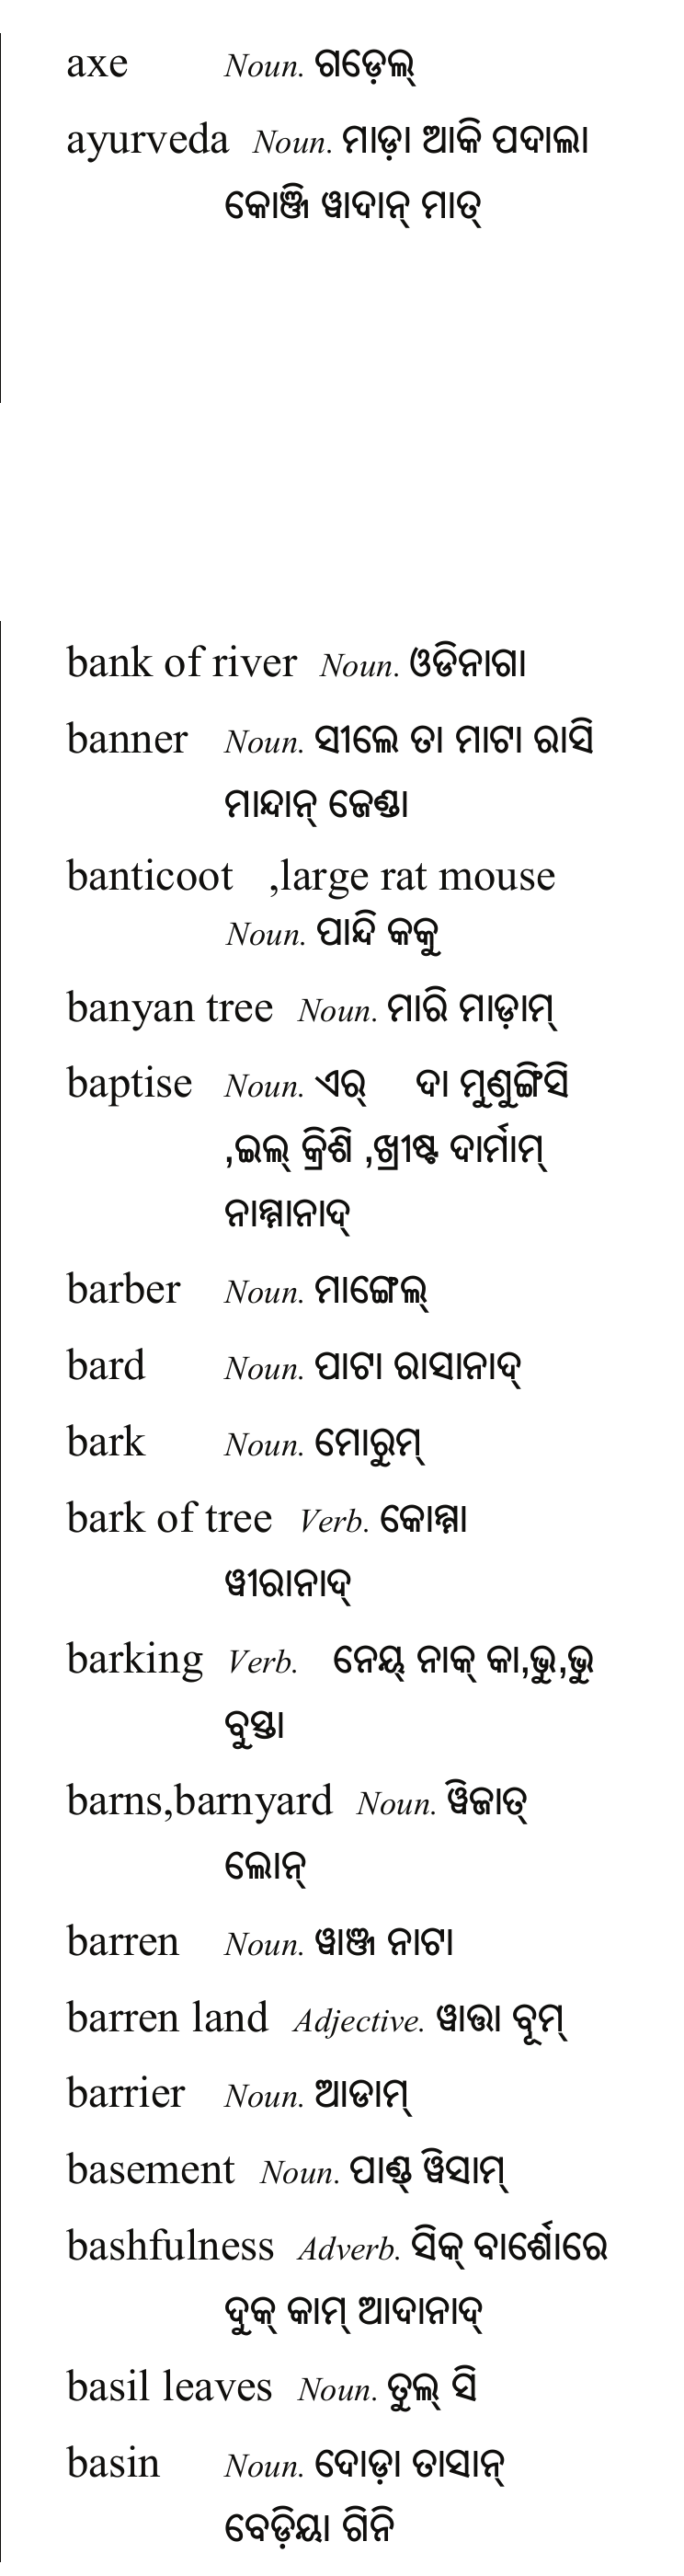 axe Noun. ଗଡ଼େଲ୍
ayurveda Noun. ମାଡ଼ା ଆକି ପଦାଲା
କୋଞ୍ଜି ୱାଦାନ୍ ମାତ୍
bank of river Noun. ଓଡିନାଗା
banner Noun. ସୀଲେ ତା ମାଟା ରାସି
ମାନ୍ଦାନ୍ ଜେଣ୍ଡା
banticoot ,large rat mouse
Noun. ପାନ୍ଦି କକୁ
banyan tree Noun. ମାରି ମାଡ଼ାମ୍
baptise Noun. ଏର୍ ଦା ମୁଣୁଙ୍ଗିସି
,ଇଲ୍ କ୍ରିଶି ,ଖ୍ରୀଷ୍ଟ ଦାର୍ମାମ୍
ନାମ୍ମାନାଦ୍
barber Noun. ମାଙ୍ଗେଲ୍
bard Noun. ପାଟା ରାସାନାଦ୍
bark Noun. ମୋରୁମ୍
bark of tree Verb. କୋମ୍ମା
ୱୀରାନାଦ୍
barking Verb. ନେୟ୍ ନାକ୍ କା,ଭୁ,ଭୁ
ବୁସ୍ତା
barns,barnyard Noun. ୱିଜାତ୍
ଲୋନ୍
barren Noun. ୱାଞ୍ଜ ନାଟା
barren land Adjective. ୱାତ୍ତା ବୂମ୍
barrier Noun. ଆଡାମ୍
basement Noun. ପାଣ୍ଡ୍ ୱିସାମ୍
bashfulness Adverb. ସିକ୍ ବାର୍ଶୋରେ
ଦୁକ୍ କାମ୍ ଆଦାନାଦ୍
basil leaves Noun. ତୁଲ୍ ସି
basin Noun. ଦୋଡ଼ା ତାସାନ୍
ବେଡ଼ିୟା ଗିନି